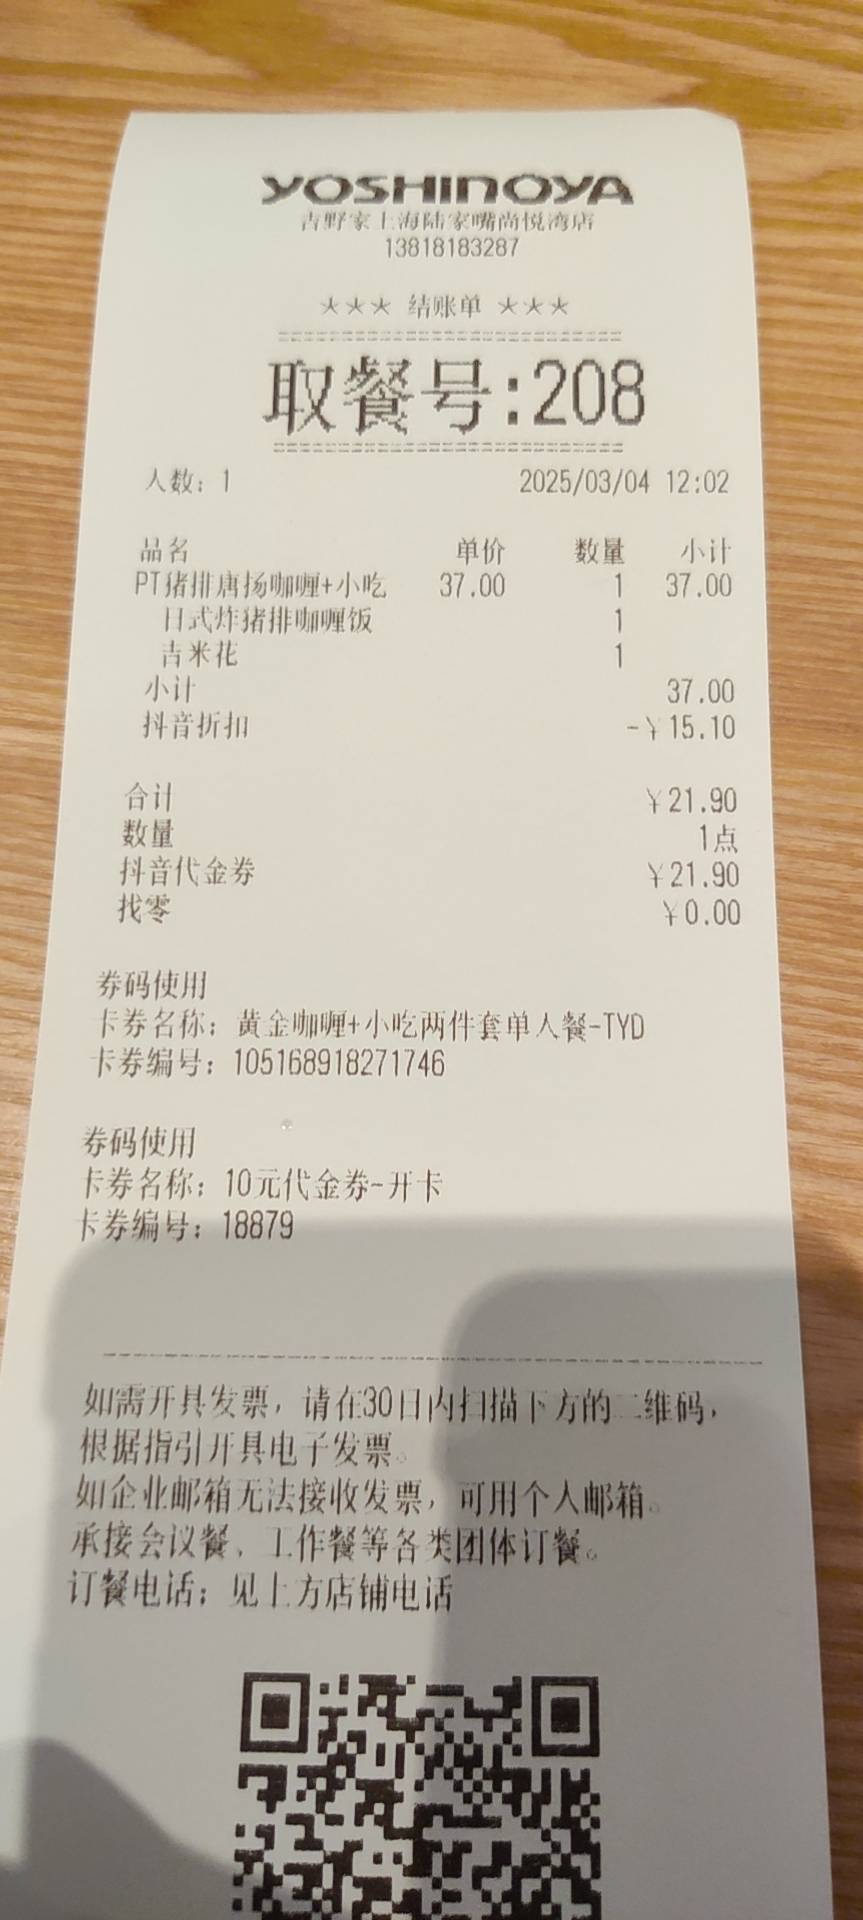 YOSHINOYA
吉野家上海陆家嘴尚悦湾店
13818183287
*** 结账单 ***
取餐号:208
人数: 1 2025/03/04 12:02
品名 单价 数量 小计
PT猪排唐扬咖喱+小吃 37.00 1 37.00
日式炸猪排咖喱饭 1
吉米花 1
小计 37.00
抖音折扣 -¥15.10
合计 ¥21.90
数量 1点
抖音代金券 ¥21.90
找零 ¥0.00
券码使用
卡券名称: 黄金咖喱+小吃两件套单人餐-TYD
卡券编号: 105168918271746
券码使用
卡券名称: 10元代金券-开卡
卡券编号: 18879
如需开具发票, 请在30日内扫描下方的二维码,
根据指引开具电子发票。
如企业邮箱无法接收发票, 可用个人邮箱。
承接会议餐、工作餐等各类团体订餐。
订餐电话: 见上方店铺电话